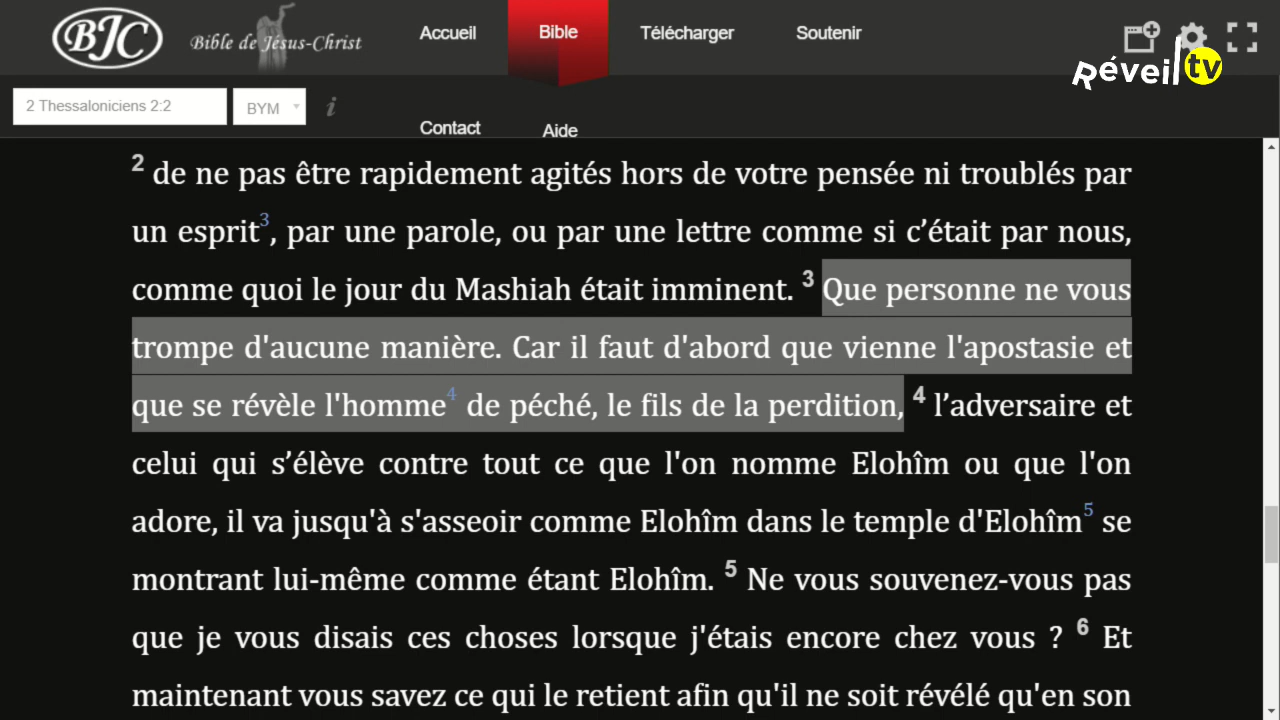 BJC Bible de Jésus-Christ Accueil Bible Télécharger Soutenir
Réveil tv
2 Thessaloniciens 2:2 BYM i
Contact Aide
2 de ne pas être rapidement agités hors de votre pensée ni troublés par
un esprit3, par une parole, ou par une lettre comme si c’était par nous,
comme quoi le jour du Mashiah était imminent. 3 Que personne ne vous
trompe d'aucune manière. Car il faut d'abord que vienne l'apostasie et
que se révèle l'homme4 de péché, le fils de la perdition, 4 l’adversaire et
celui qui s’élève contre tout ce que l'on nomme Elohîm ou que l'on
adore, il va jusqu'à s'asseoir comme Elohîm dans le temple d'Elohîm5 se
montrant lui-même comme étant Elohîm. 5 Ne vous souvenez-vous pas
que je vous disais ces choses lorsque j'étais encore chez vous ? 6 Et
maintenant vous savez ce qui le retient afin qu'il ne soit révélé qu'en son